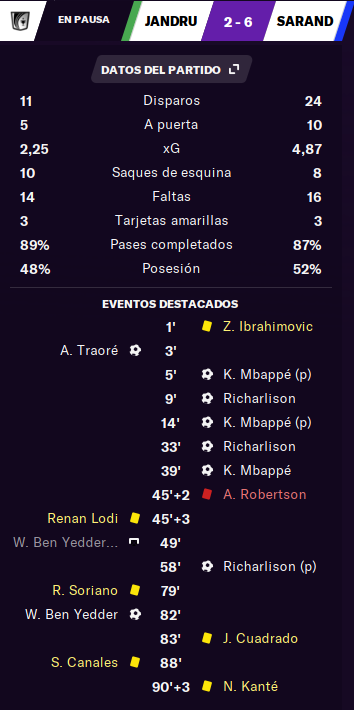 EN PAUSA JANDRU 2 - 6 SARAND
DATOS DEL PARTIDO
11 Disparos 24
5 A puerta 10
2,25 xG 4,87
10 Saques de esquina 8
14 Faltas 16
3 Tarjetas amarillas 3
89% Pases completados 87%
48% Posesión 52%
EVENTOS DESTACADOS
1' Z. Ibrahimovic
A. Traoré 3'
5' K. Mbappé (p)
9' Richarlison
14' K. Mbappé (p)
33' Richarlison
39' K. Mbappé
45'+2 A. Robertson
Renan Lodi 45'+3
W. Ben Yedder... 49'
58' Richarlison (p)
R. Soriano 79'
W. Ben Yedder 82'
83' J. Cuadrado
S. Canales 88'
90'+3 N. Kanté